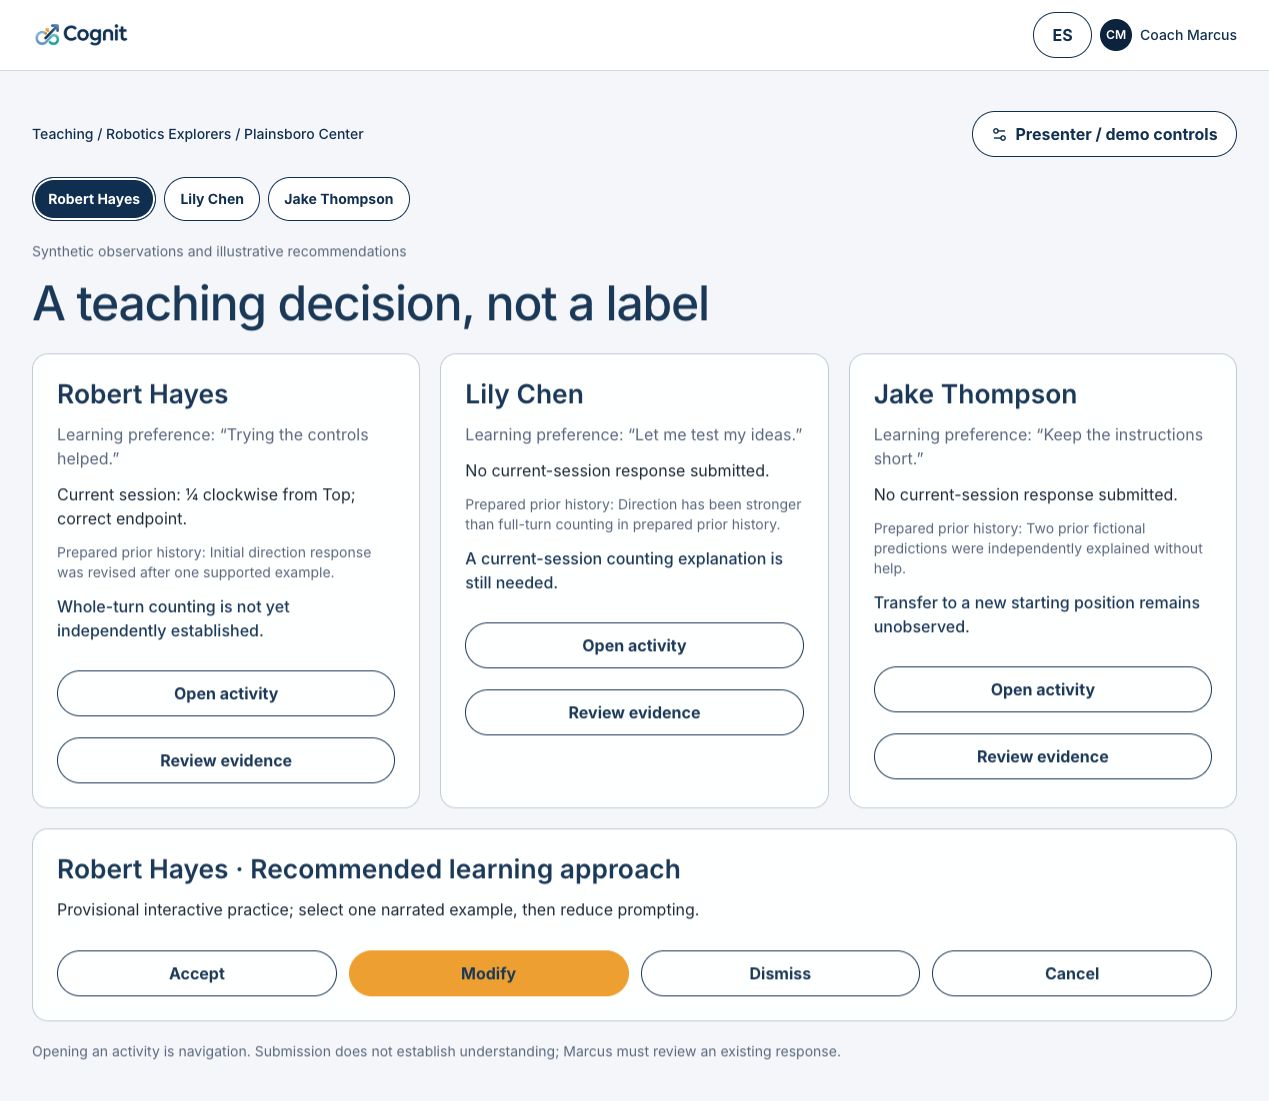 Cognit
ES
CM
Coach Marcus
Teaching / Robotics Explorers / Plainsboro Center
Presenter / demo controls
Robert Hayes
Lily Chen
Jake Thompson
Synthetic observations and illustrative recommendations
A teaching decision, not a label
Robert Hayes
Learning preference: “Trying the controls
helped.”
Current session: ¼ clockwise from Top;
correct endpoint.
Prepared prior history: Initial direction response
was revised after one supported example.
Whole-turn counting is not yet
independently established.
Open activity
Review evidence
Lily Chen
Learning preference: “Let me test my ideas.”
No current-session response submitted.
Prepared prior history: Direction has been stronger
than full-turn counting in prepared prior history.
A current-session counting explanation is
still needed.
Open activity
Review evidence
Jake Thompson
Learning preference: “Keep the instructions
short.”
No current-session response submitted.
Prepared prior history: Two prior fictional
predictions were independently explained without
help.
Transfer to a new starting position remains
unobserved.
Open activity
Review evidence
Robert Hayes · Recommended learning approach
Provisional interactive practice; select one narrated example, then reduce prompting.
Accept
Modify
Dismiss
Cancel
Opening an activity is navigation. Submission does not establish understanding; Marcus must review an existing response.